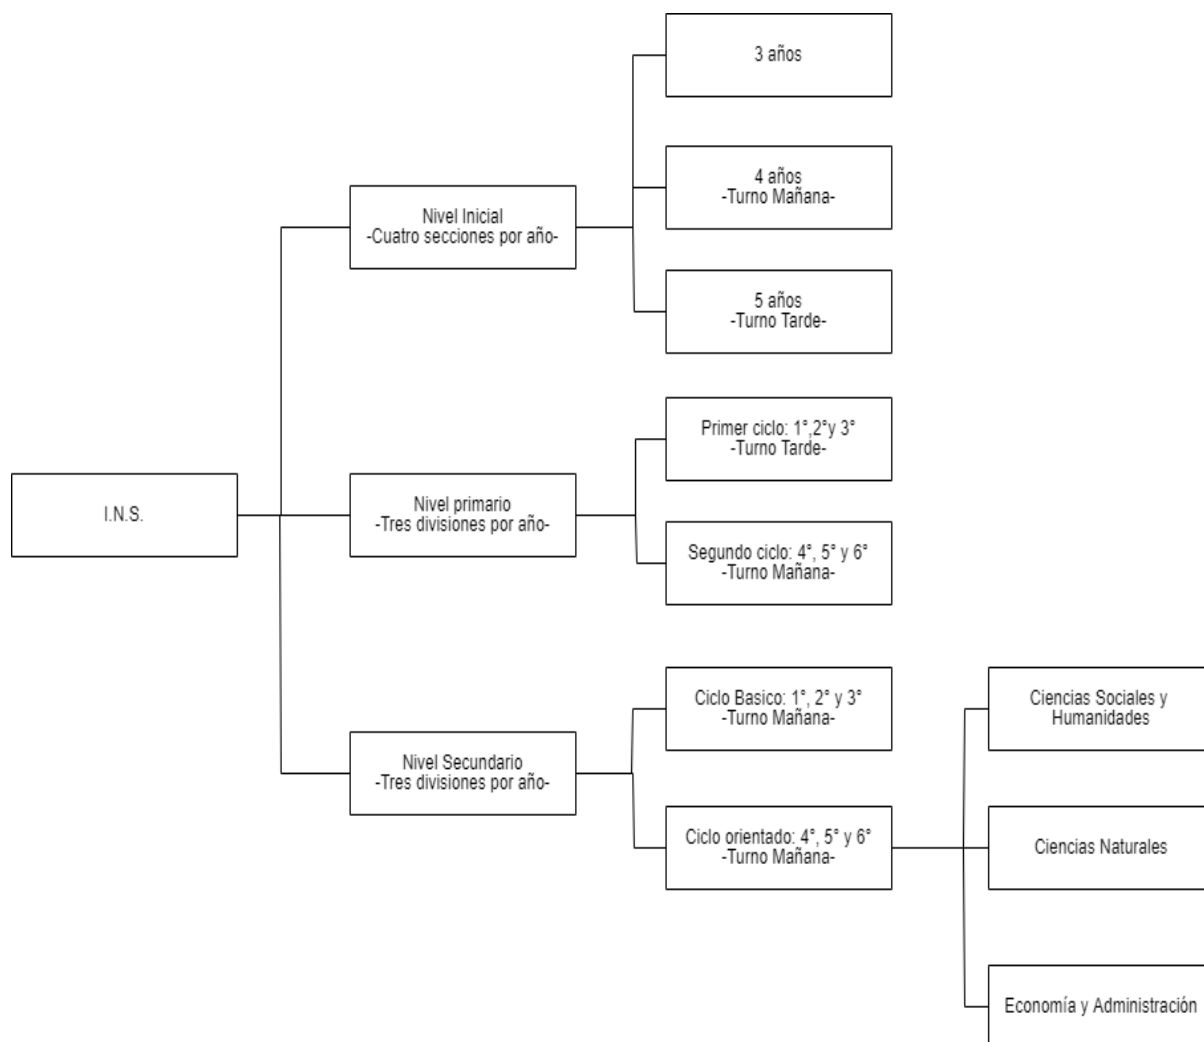 3 años
4 años
-Turno Mañana-
Nivel Inicial
-Cuatro secciones por año-
5 años
-Turno Tarde-
Primer ciclo: 1°,2°y 3°
-Turno Tarde-
I.N.S.
Nivel primario
-Tres divisiones por año-
Segundo ciclo: 4°, 5° y 6°
-Turno Mañana-
Ciclo Basico: 1°, 2° y 3°
-Turno Mañana-
Ciencias Sociales y
Humanidades
Nivel Secundario
-Tres divisiones por año-
Ciclo orientado: 4°, 5° y 6°
-Turno Mañana-
Ciencias Naturales
Economía y Administración